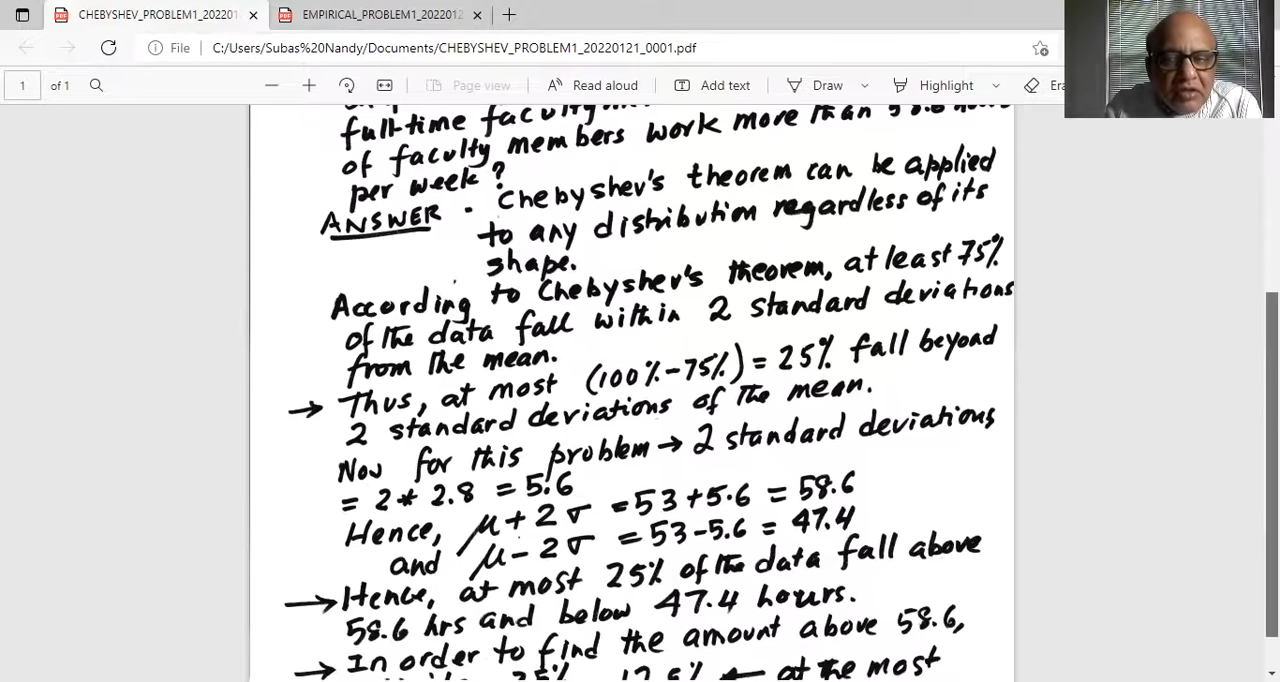 CHEBYSHEV_PROBLEM1_202201
EMPIRICAL_PROBLEM1_2022012
File C:/Users/Subas%20Nandy/Documents/CHEBYSHEV_PROBLEM1_20220121_0001.pdf
1 of 1 Page view Read aloud Add text Draw Highlight Era
full-time
of faculty members work more than 58.6
per week?
ANSWER. Chebyshev's theorem can be applied
to any distribution regardless of its
shape.
According to Chebyshev's theorem, at least 75%
of the data fall within 2 standard deviations
from the mean.
→ Thus, at most (100%-75%) = 25% fall beyond
2 standard deviations of the mean.
Now for this problem → 2 standard deviations
= 2 * 2.8 = 5.6
Hence, μ + 2σ = 53 + 5.6 = 58.6
and μ - 2σ = 53 - 5.6 = 47.4
→ Hence, at most 25% of the data fall above
58.6 hrs and below 47.4 hours.
→ In order to find the amount above 58.6,
← at the most